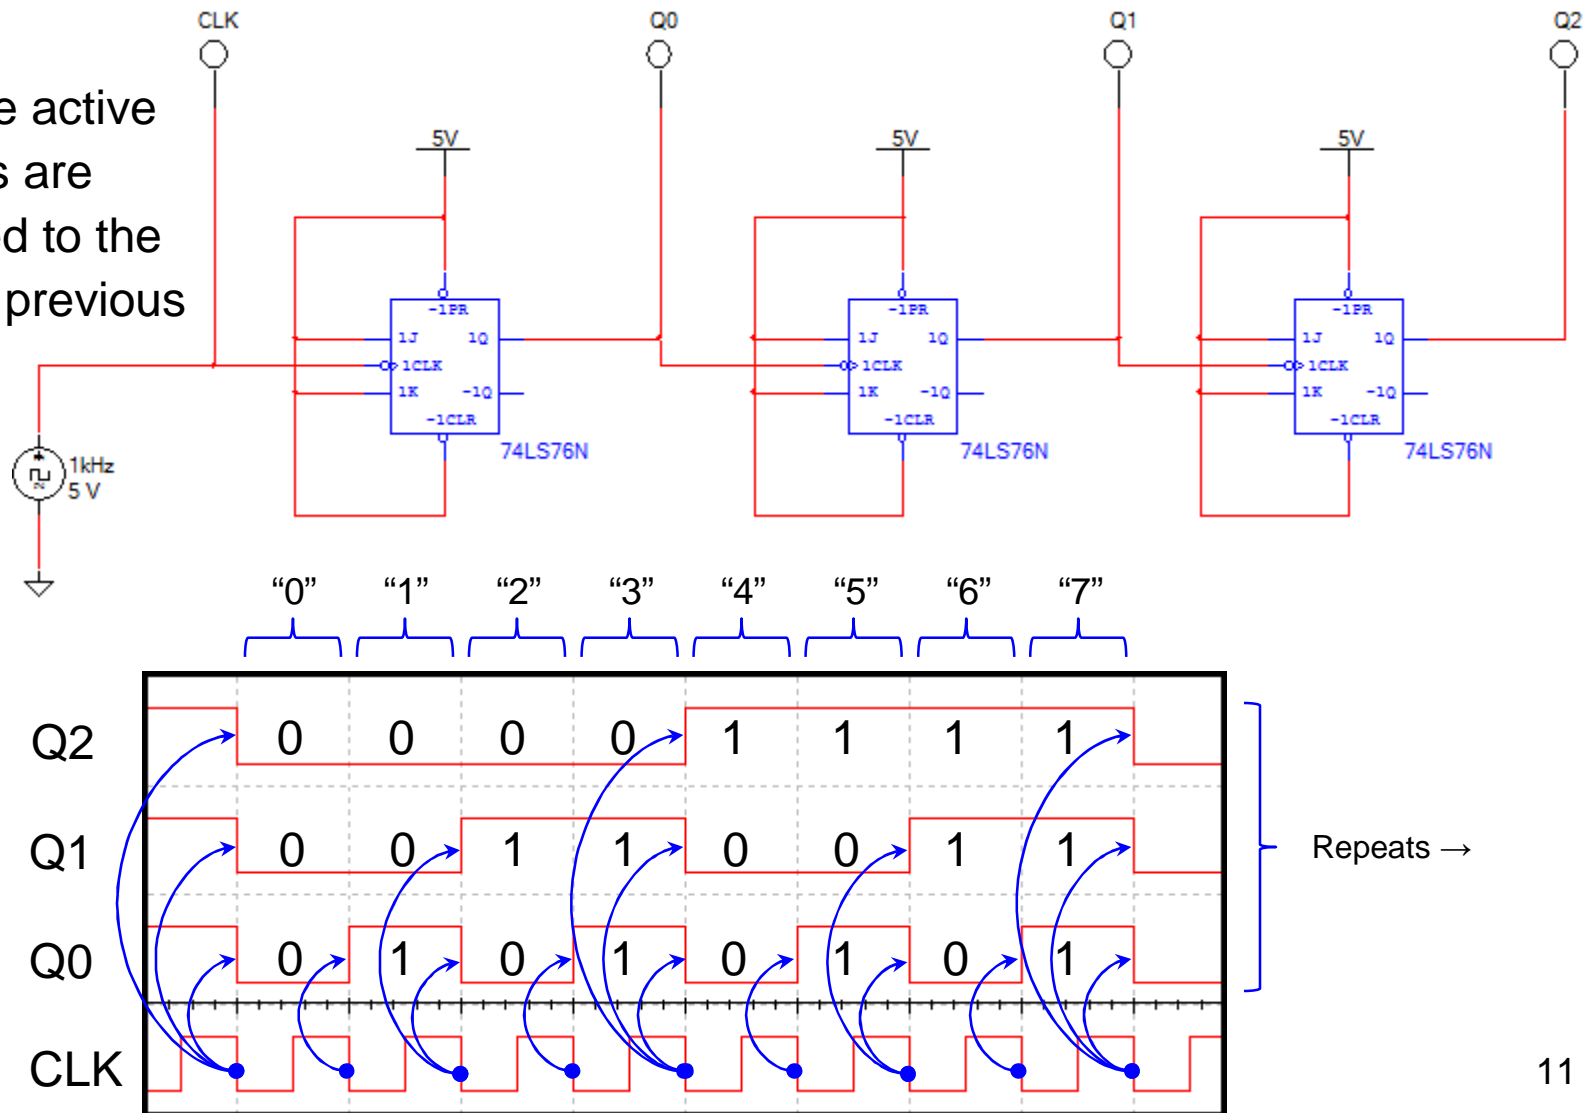 CLK Q0 Q1 Q2
e active
s are
ed to the
previous
5V 5V 5V
-1PR -1PR -1PR
1J 1Q 1J 1Q 1J 1Q
1CLK 1CLK 1CLK
1K -1Q 1K -1Q 1K -1Q
-1CLR -1CLR -1CLR
74LS76N 74LS76N 74LS76N
1kHz
5 V
“0” “1” “2” “3” “4” “5” “6” “7”
Q2 0 0 0 0 1 1 1 1
Q1 0 0 1 1 0 0 1 1
Repeats →
Q0 0 1 0 1 0 1 0 1
CLK
11